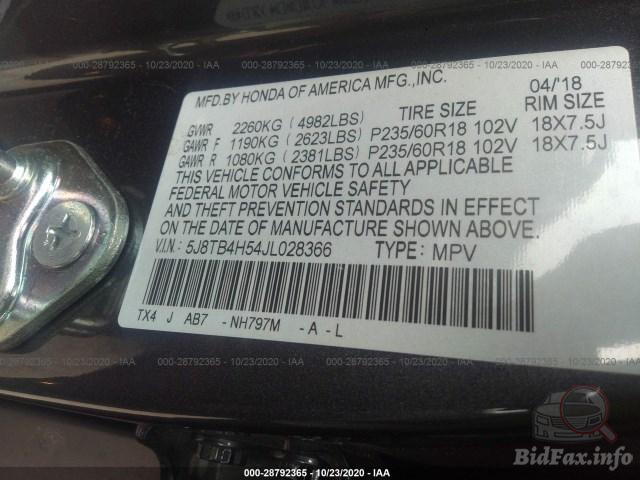 000-28792365 - 10/23/2020 - IAA
MFD.BY HONDA OF AMERICA MFG.,INC. 04/'18
GVWR 2260KG (4982LBS) TIRE SIZE RIM SIZE
GAWR F 1190KG (2623LBS) P235/60R18 102V 18X7.5J
GAWR R 1080KG (2381LBS) P235/60R18 102V 18X7.5J
THIS VEHICLE CONFORMS TO ALL APPLICABLE
FEDERAL MOTOR VEHICLE SAFETY
AND THEFT PREVENTION STANDARDS IN EFFECT
ON THE DATE OF MANUFACTURE SHOWN ABOVE.
V.I.N.: 5J8TB4H54JL028366 TYPE: MPV
TX4 J AB7 - NH797M - A - L
000-28792365 - 10/23/2020 - IAA
BidFax.info
000-28792365 - 10/23/2020 - IAA